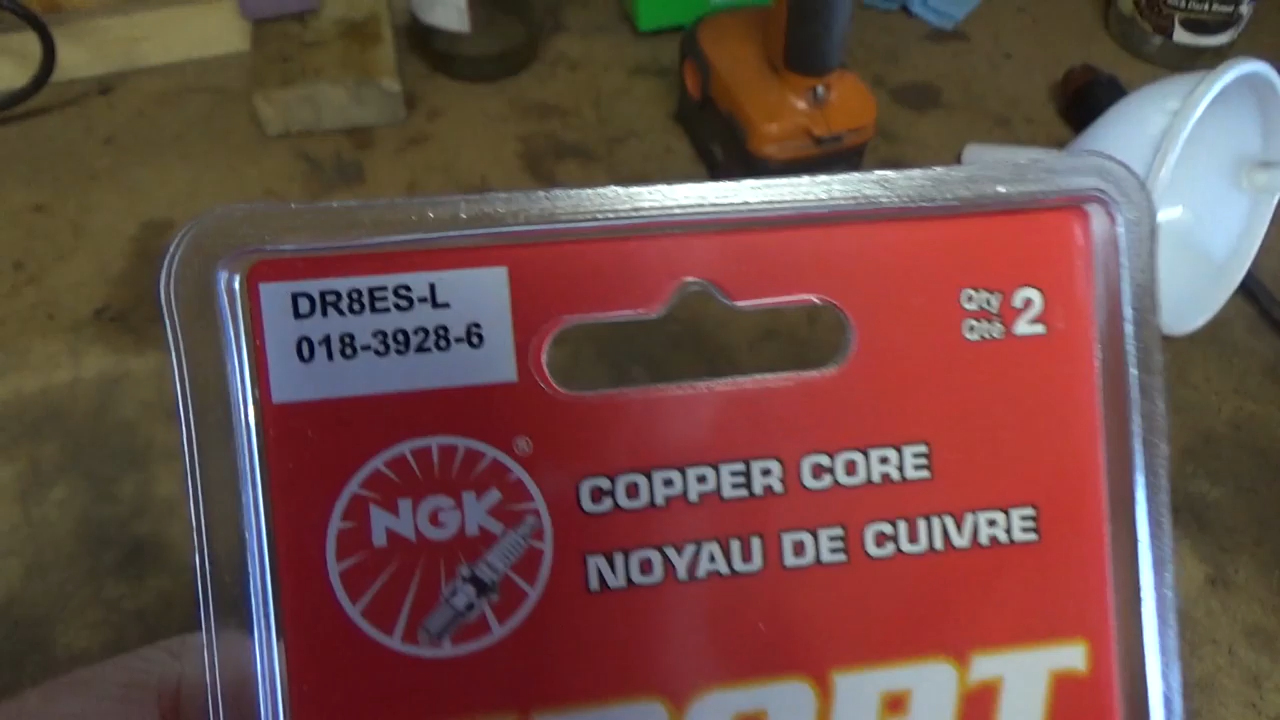 DR8ES-L
018-3928-6
Qty
Qté 2
NGK
®
COPPER CORE
NOYAU DE CUIVRE